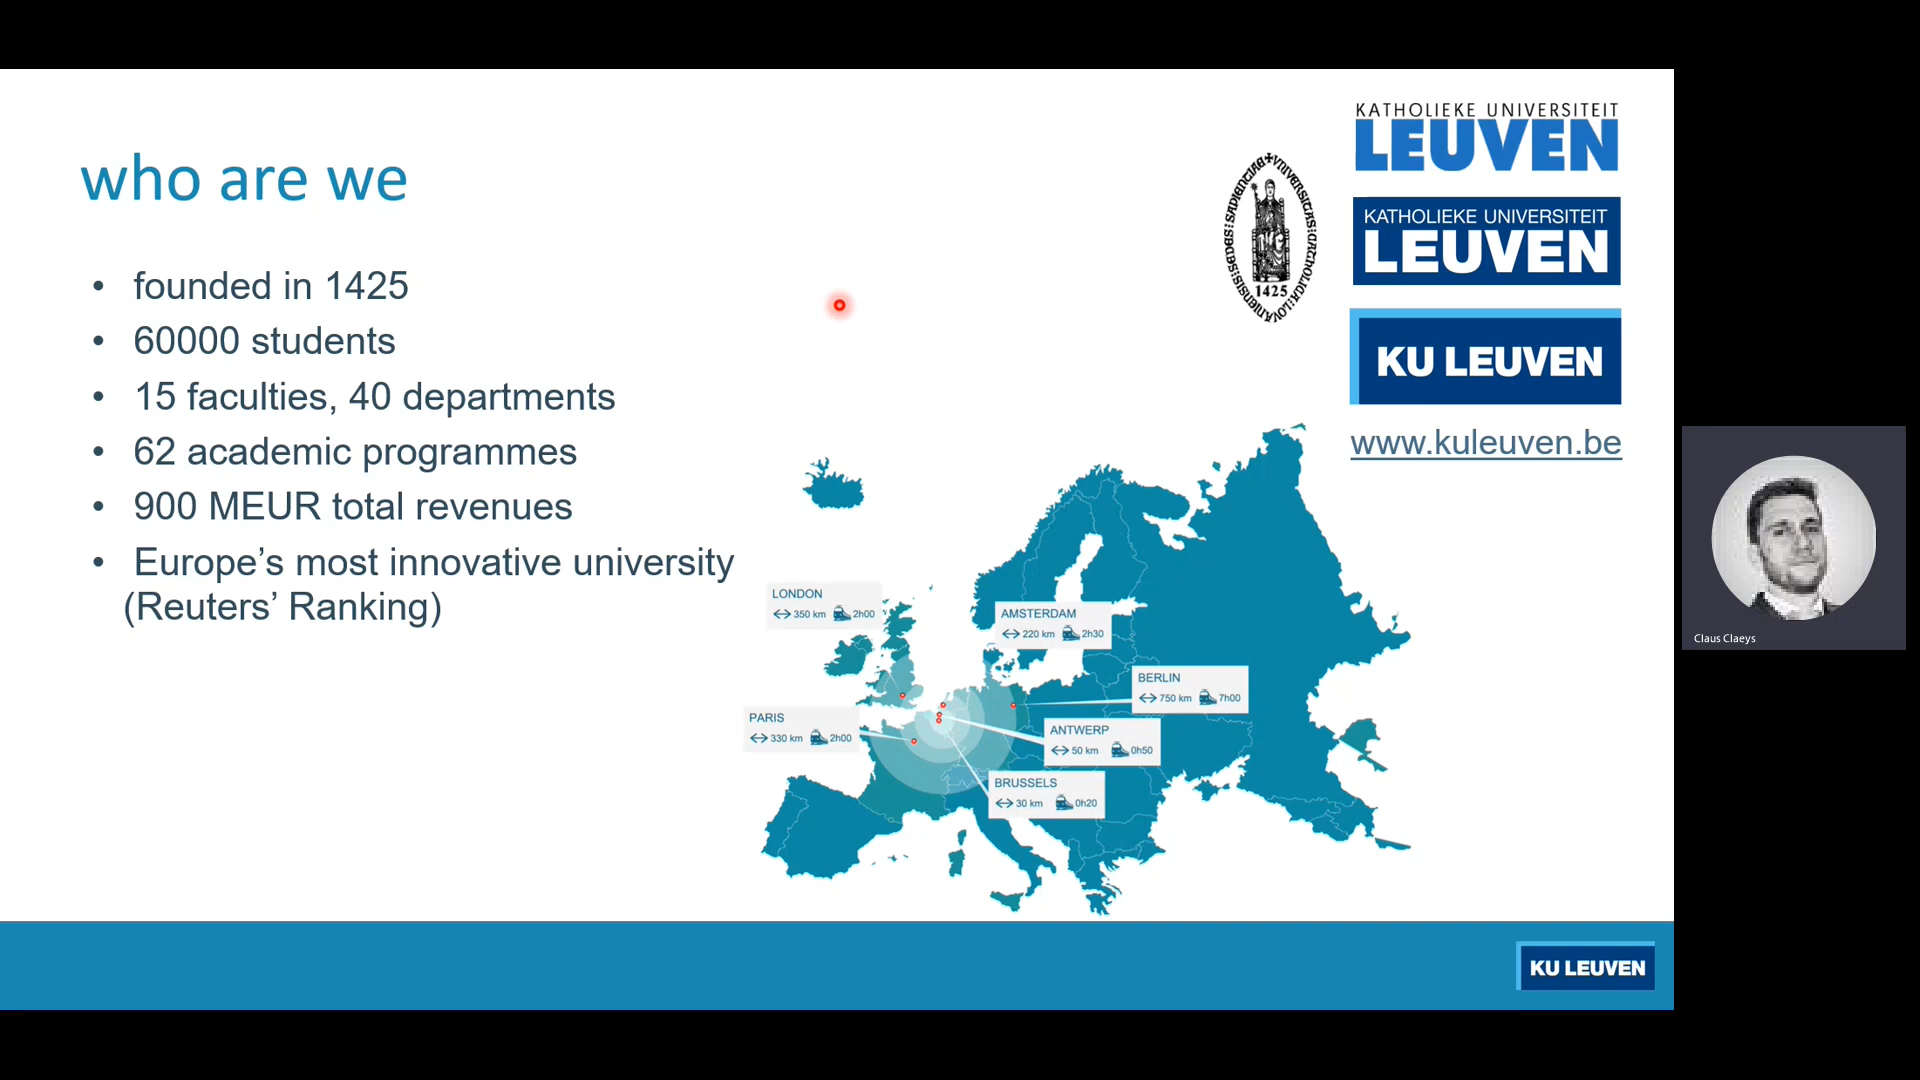 who are we
• founded in 1425
• 60000 students
• 15 faculties, 40 departments
• 62 academic programmes
• 900 MEUR total revenues
• Europe’s most innovative university
(Reuters’ Ranking)
SIGILLUM
1425
KATHOLIEKE UNIVERSITEIT
LEUVEN
KATHOLIEKE UNIVERSITEIT
LEUVEN
KU LEUVEN
www.kuleuven.be
LONDON
350 km 2h00
AMSTERDAM
220 km 2h30
BERLIN
750 km 7h00
PARIS
330 km 2h00
ANTWERP
50 km 0h50
BRUSSELS
30 km 0h20
KU LEUVEN
Claus Claeys